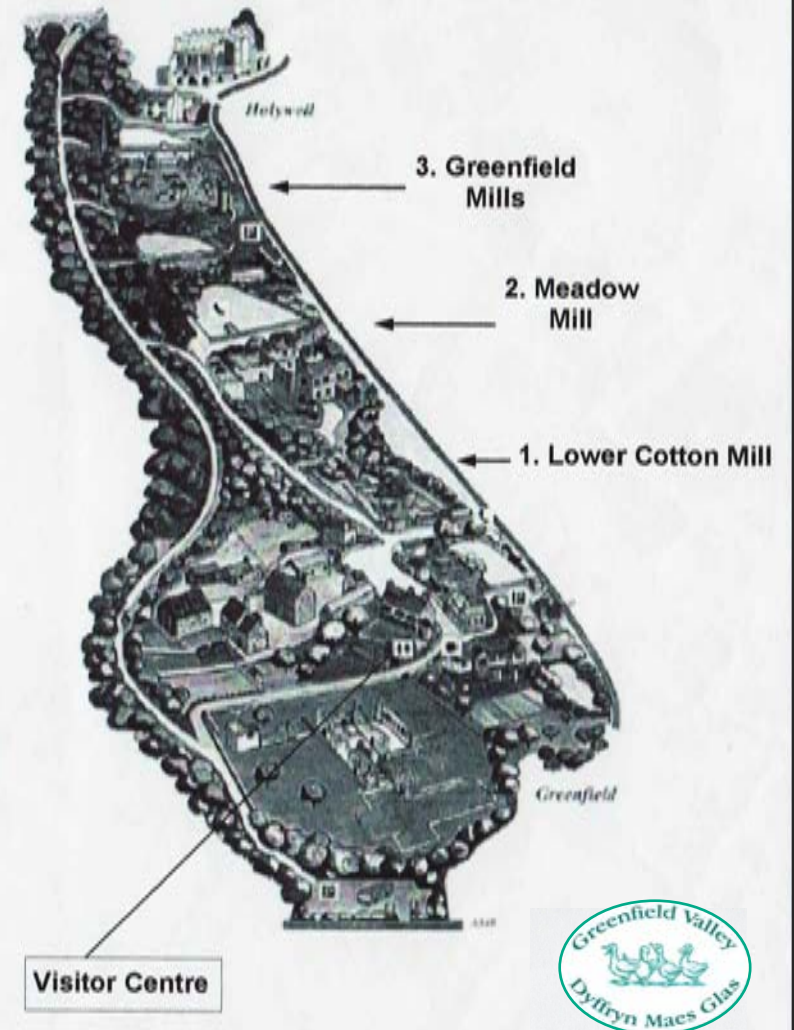 Holywell
3. Greenfield
Mills
2. Meadow
Mill
1. Lower Cotton Mill
Greenfield
A548
Visitor Centre
Greenfield Valley
Dyffryn Maes Glas